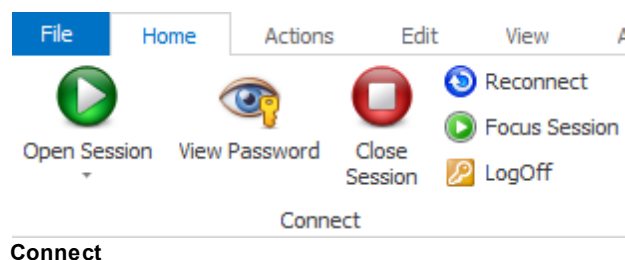 File Home Actions Edit View A
Reconnect
Open Session View Password Close Session Focus Session
LogOff
Connect
Connect